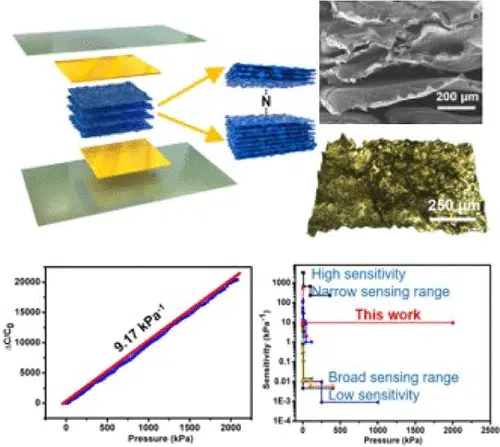 N
200 µm
250 µm
ΔC/C0
20000
15000
10000
5000
0
9.17 kPa-1
0 500 1000 1500 2000
Pressure (kPa)
Sensitivity (kPa-1)
1000
100
10
1
0.1
0.01
1E-3
1E-4
High sensitivity
Narrow sensing range
This work
Broad sensing range
Low sensitivity
0 500 1000 1500 2000 2500
Pressure (kPa)